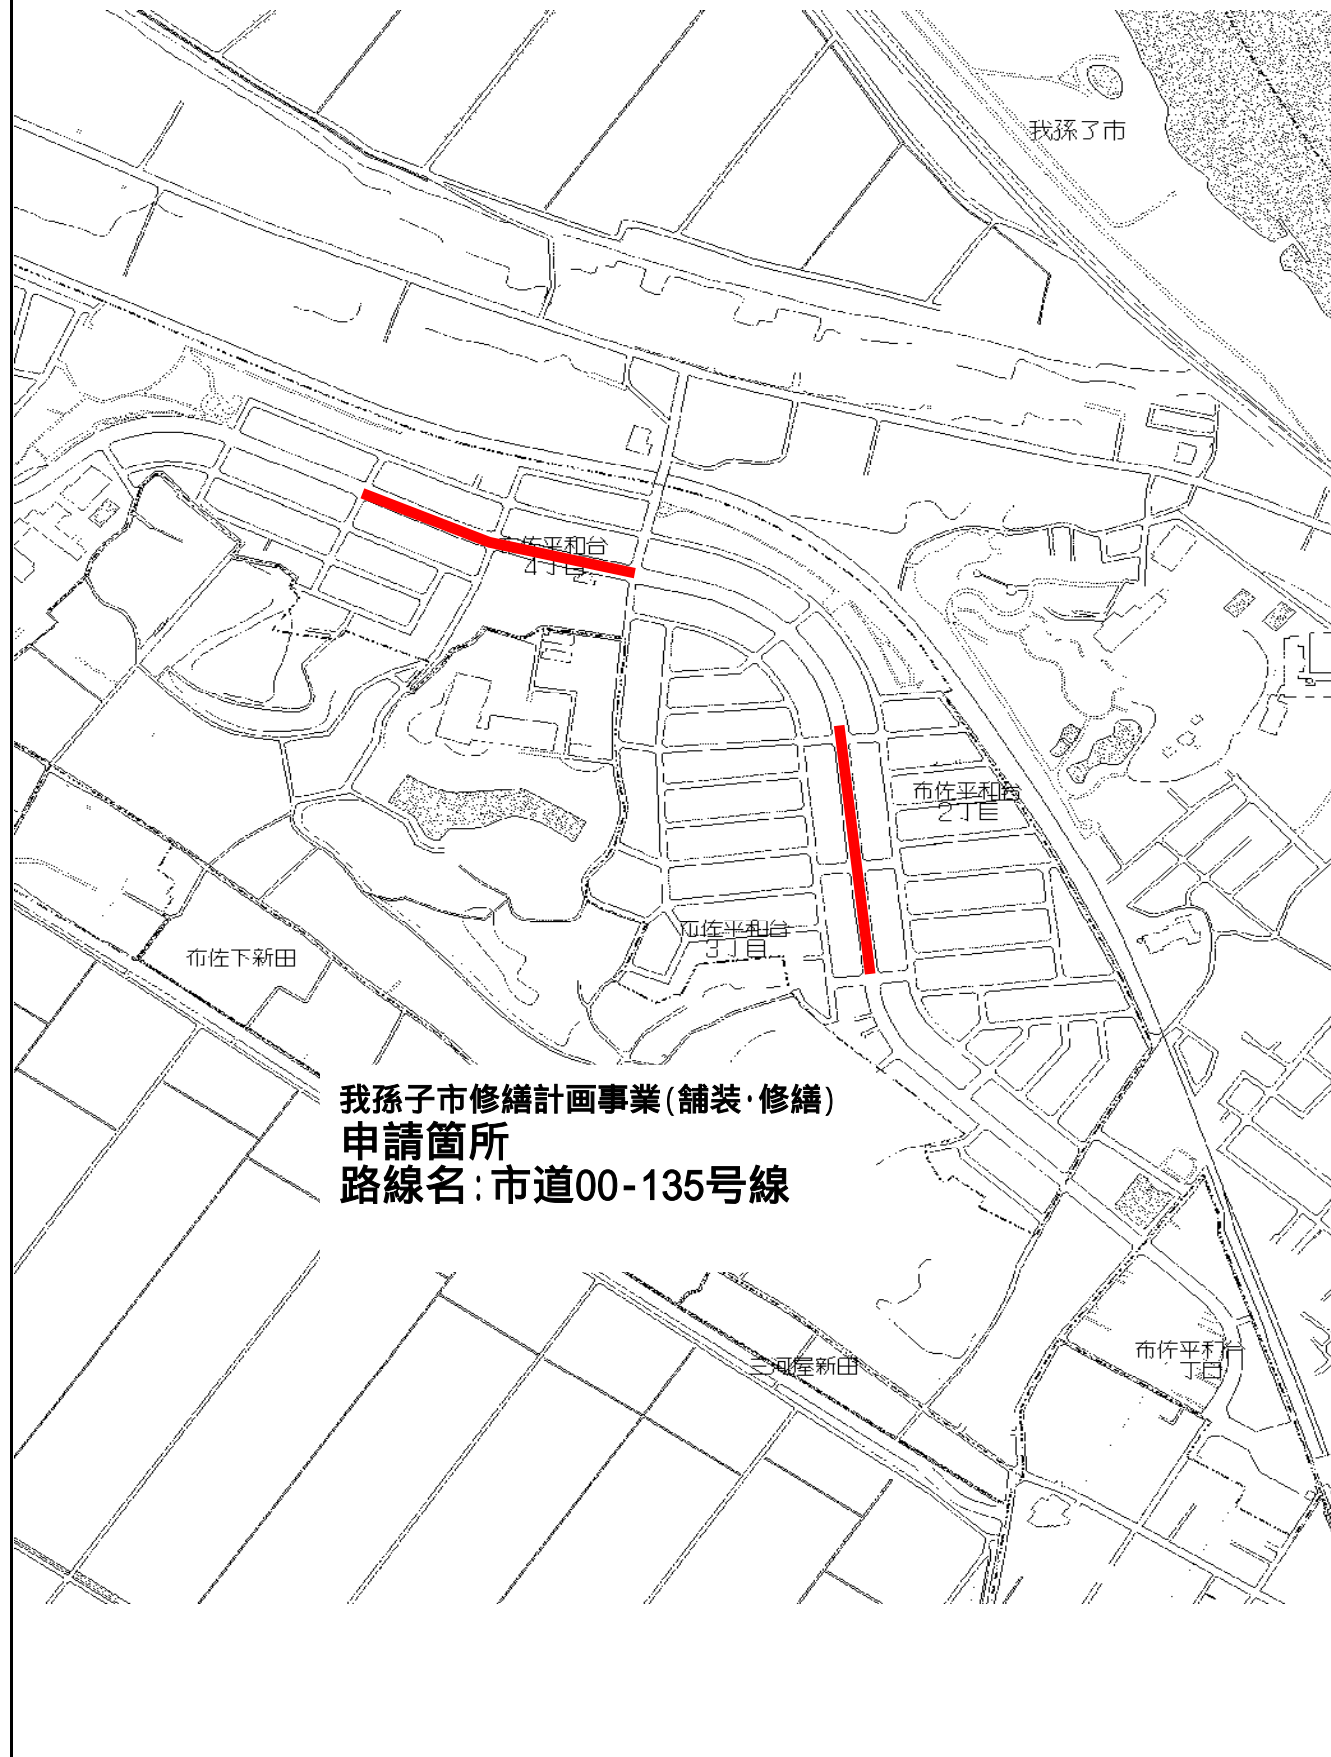 我孫子市
布佐平和台
4丁目
布佐平和台
2丁目
布佐平和台
3丁目
布佐下新田
我孫子市修繕計画事業(舗装・修繕)
申請箇所
路線名:市道00-135号線
三河屋新田
布佐平和台
丁目